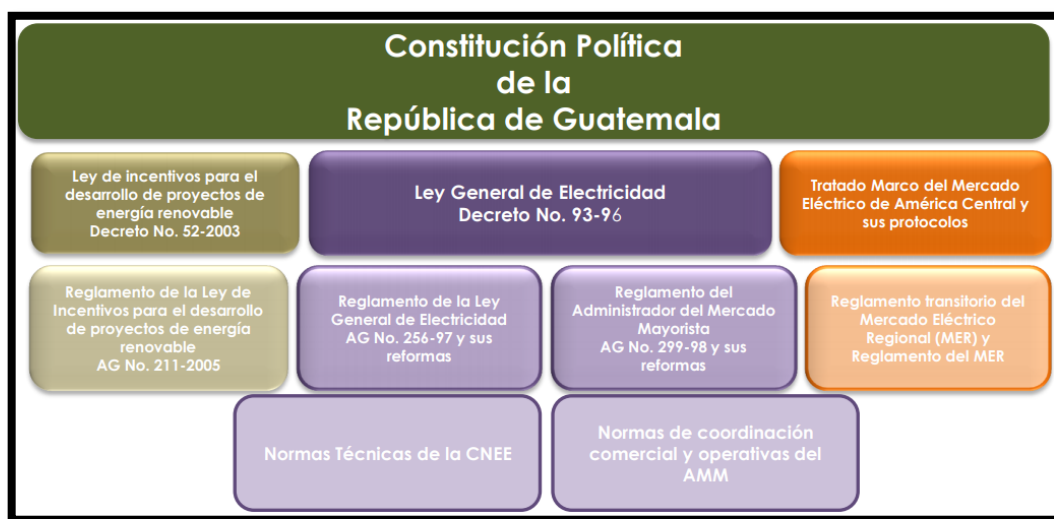 Constitución Política
de la
República de Guatemala
Ley de incentivos para el
desarrollo de proyectos de
energía renovable
Decreto No. 52-2003
Ley General de Electricidad
Decreto No. 93-96
Tratado Marco del Mercado
Eléctrico de América Central y
sus protocolos
Reglamento de la Ley de
Incentivos para el desarrollo
de proyectos de energía
renovable
AG No. 211-2005
Reglamento de la Ley
General de Electricidad
AG No. 256-97 y sus
reformas
Reglamento del
Administrador del Mercado
Mayorista
AG No. 299-98 y sus
reformas
Reglamento transitorio del
Mercado Eléctrico
Regional (MER) y
Reglamento del MER
Normas Técnicas de la CNEE
Normas de coordinación
comercial y operativas del
AMM